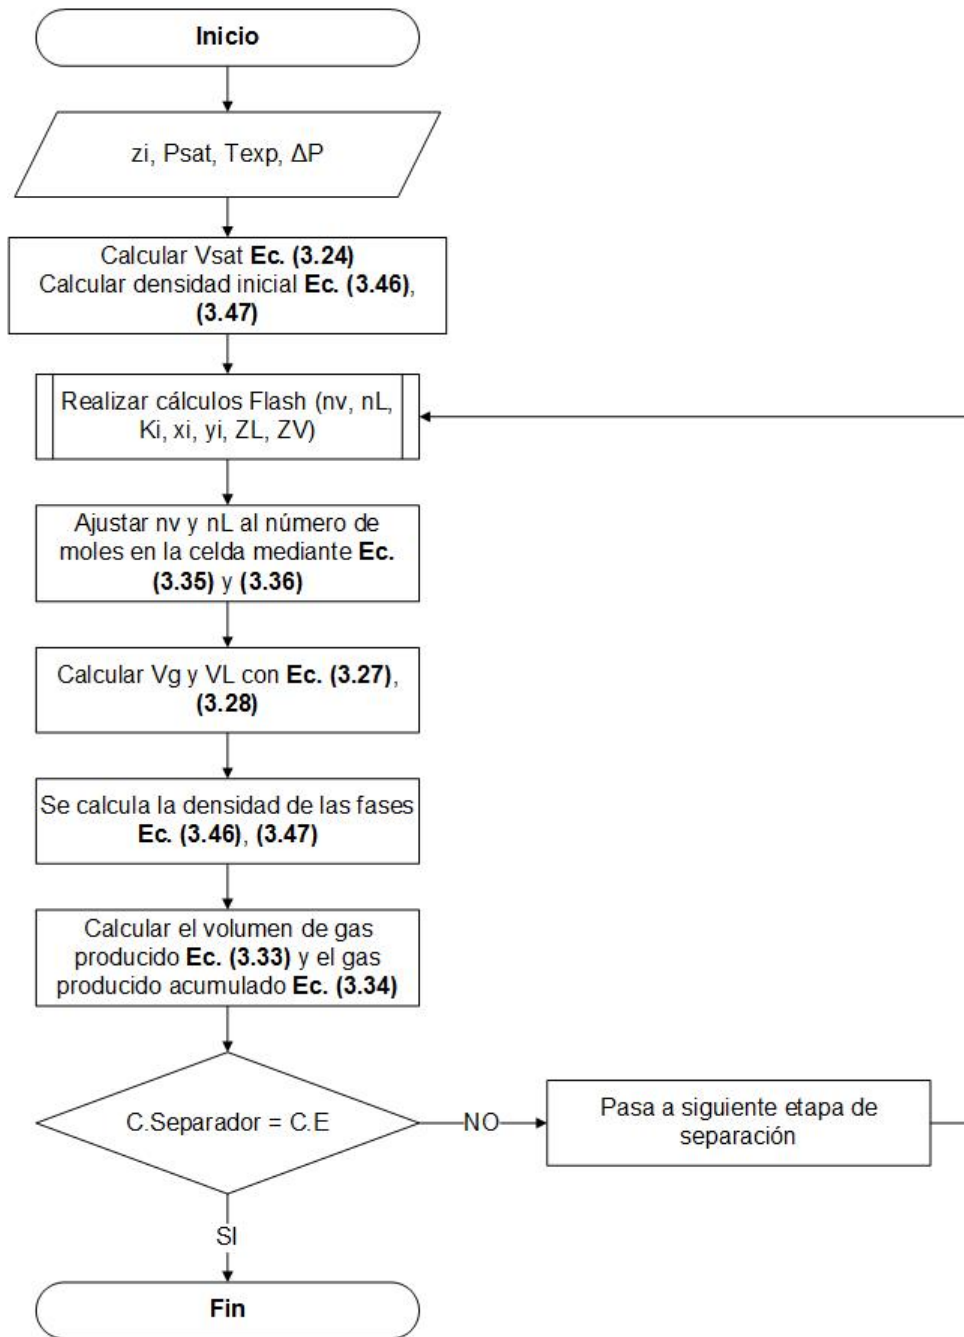 Inicio
zi, Psat, Texp, ΔP
Calcular Vsat Ec. (3.24)
Calcular densidad inicial Ec. (3.46),
(3.47)
Realizar cálculos Flash (nv, nL,
Ki, xi, yi, ZL, ZV)
Ajustar nv y nL al número de
moles en la celda mediante Ec.
(3.35) y (3.36)
Calcular Vg y VL con Ec. (3.27),
(3.28)
Se calcula la densidad de las fases
Ec. (3.46), (3.47)
Calcular el volumen de gas
producido Ec. (3.33) y el gas
producido acumulado Ec. (3.34)
C.Separador = C.E
NO
Pasa a siguiente etapa de
separación
SI
Fin